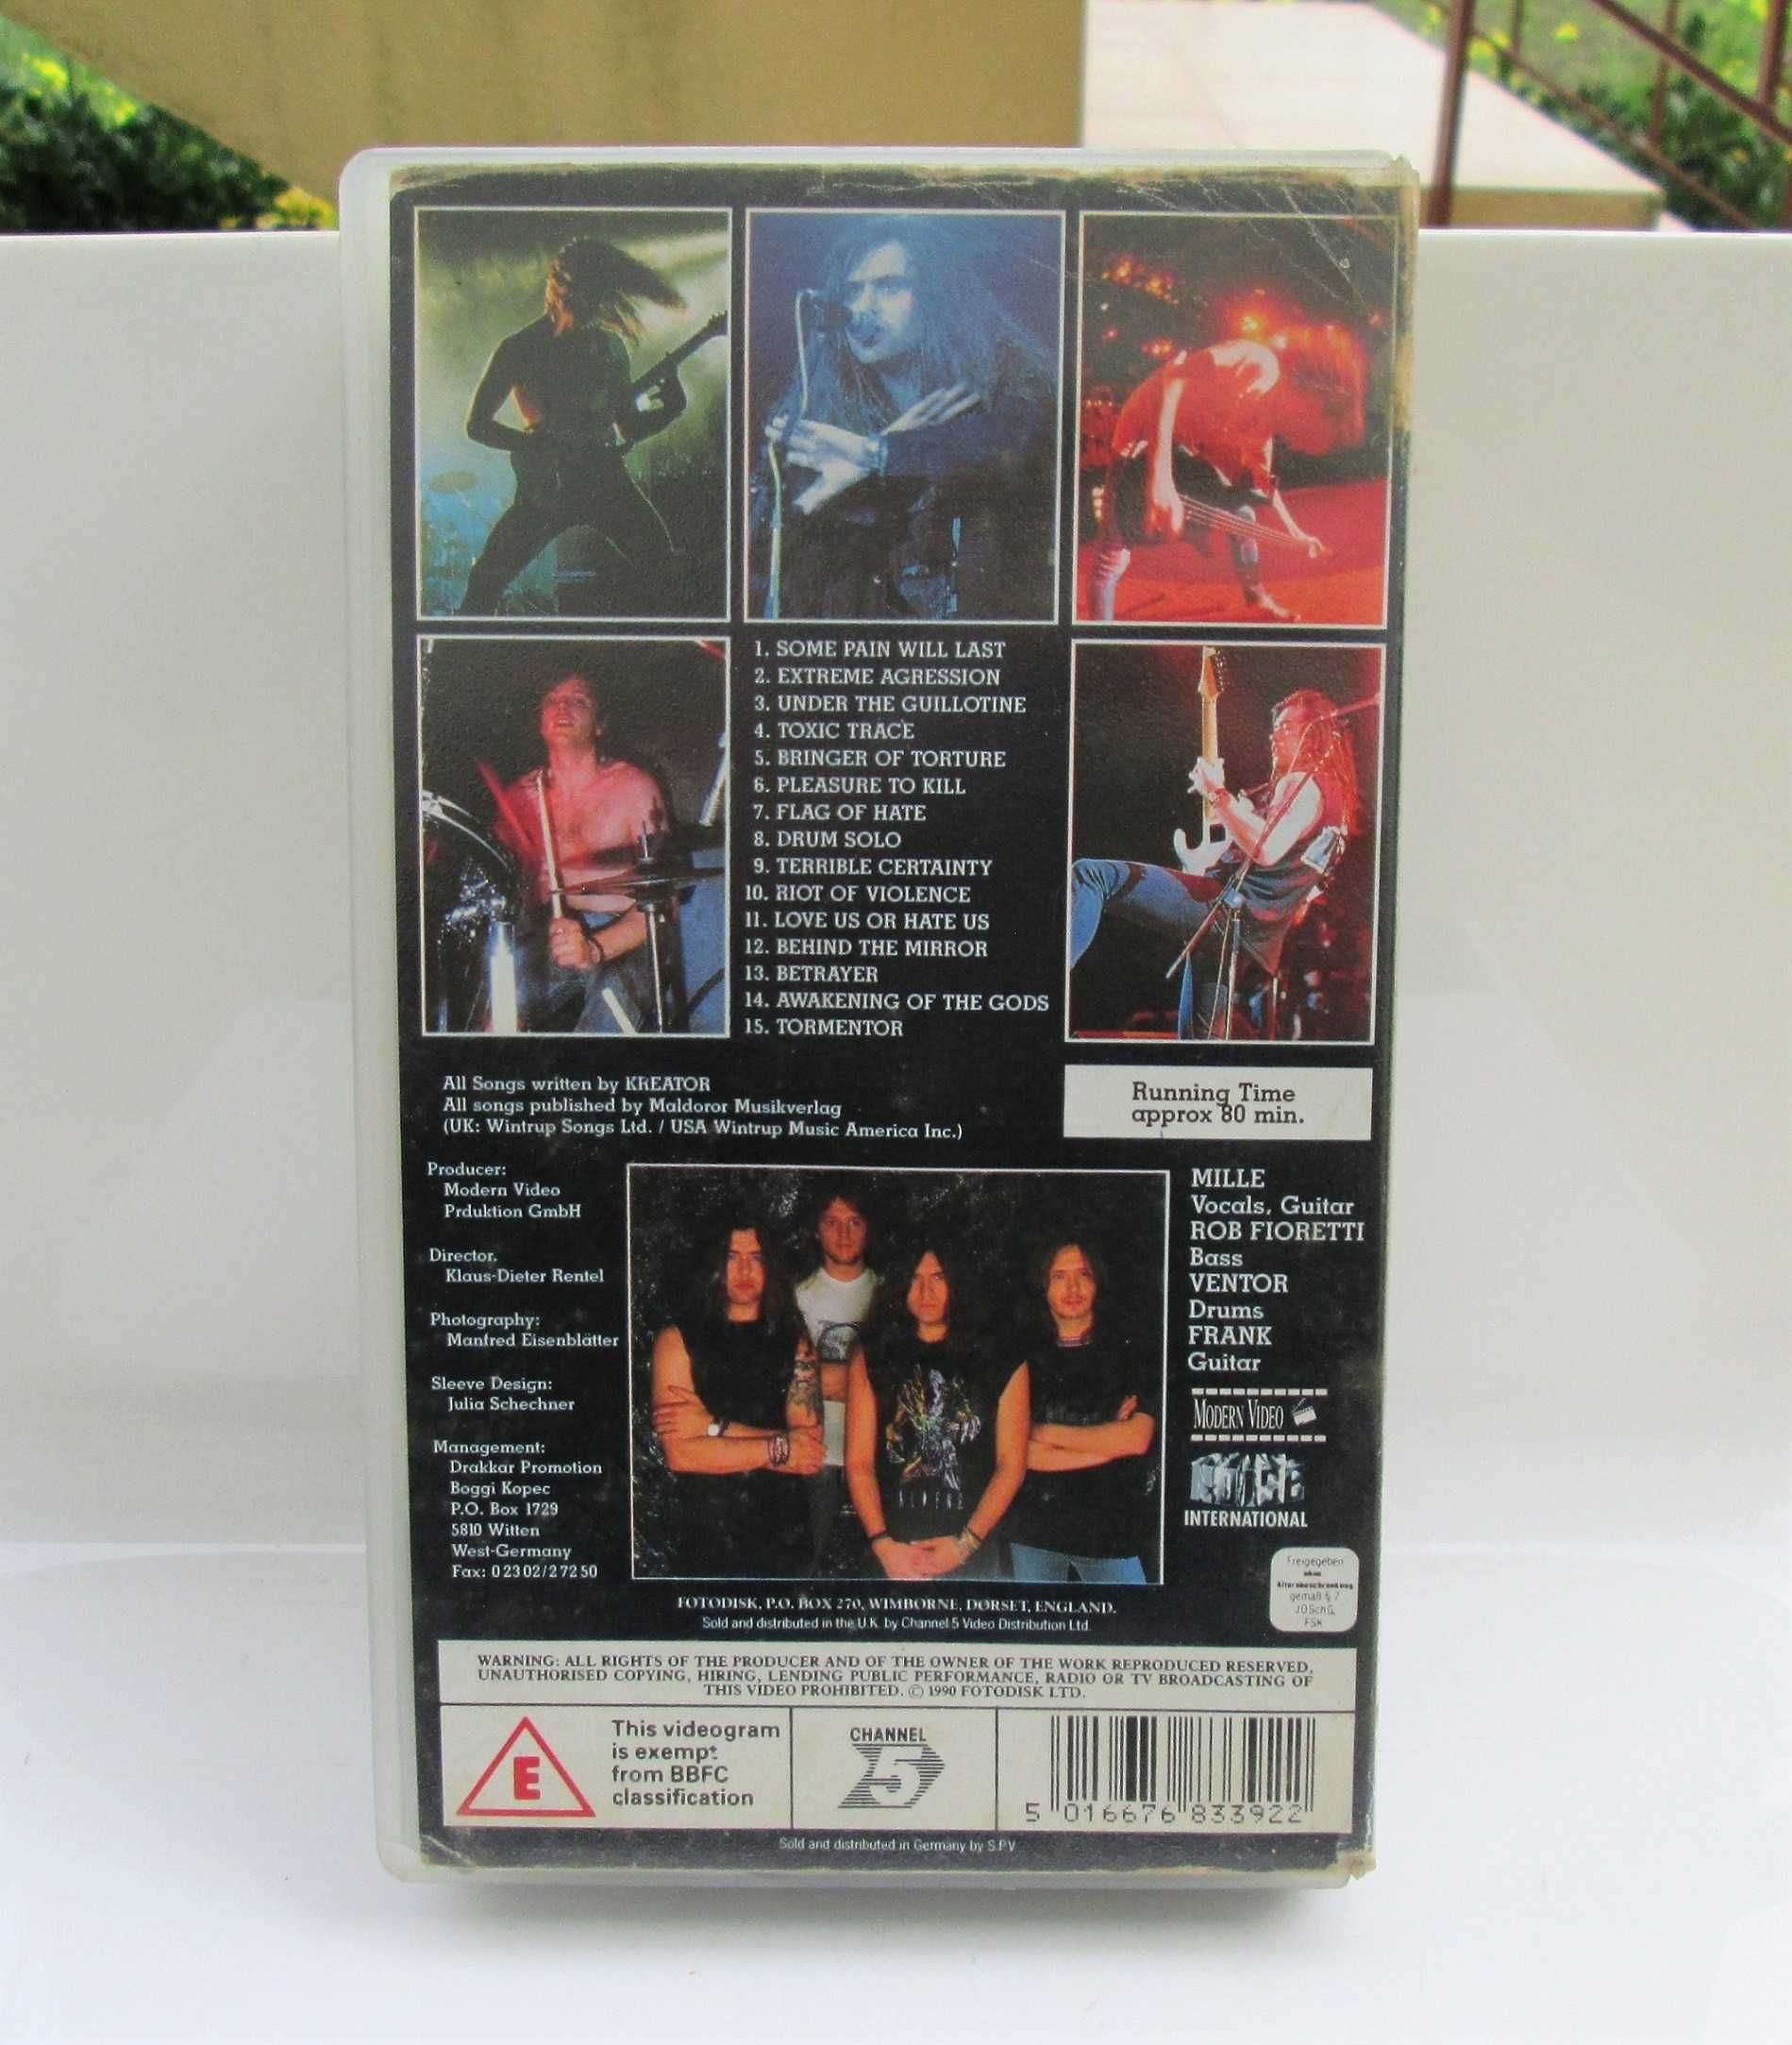 1. SOME PAIN WILL LAST
2. EXTREME AGRESSION
3. UNDER THE GUILLOTINE
4. TOXIC TRACE
5. BRINGER OF TORTURE
6. PLEASURE TO KILL
7. FLAG OF HATE
8. DRUM SOLO
9. TERRIBLE CERTAINTY
10. RIOT OF VIOLENCE
11. LOVE US OR HATE US
12. BEHIND THE MIRROR
13. BETRAYER
14. AWAKENING OF THE GODS
15. TORMENTOR
All Songs written by KREATOR
All songs published by Maldoror Musikverlag
(UK: Wintrup Songs Ltd. / USA Wintrup Music America Inc.)
Running Time
approx 80 min.
Producer:
Modern Video
Prduktion GmbH
Director.
Klaus-Dieter Rentel
Photography:
Manfred Eisenblätter
Sleeve Design:
Julia Schechner
Management:
Drakkar Promotion
Boggi Kopec
P.O. Box 1729
5810 Witten
West-Germany
Fax: 0 23 02/2 72 50
ALIENS
MILLE
Vocals, Guitar
ROB FIORETTI
Bass
VENTOR
Drums
FRANK
Guitar
MODERN VIDEO
NOISE
INTERNATIONAL
Freigegeben
ohne
Altersbeschränkung
gemäß § 7
JÖSchG
FSK
FOTODISK, P.O. BOX 270, WIMBORNE, DORSET, ENGLAND.
Sold and distributed in the U.K. by Channel 5 Video Distribution Ltd.
WARNING: ALL RIGHTS OF THE PRODUCER AND OF THE OWNER OF THE WORK REPRODUCED RESERVED,
UNAUTHORISED COPYING, HIRING, LENDING PUBLIC PERFORMANCE, RADIO OR TV BROADCASTING OF
THIS VIDEO PROHIBITED. © 1990 FOTODISK LTD.
E
This videogram
is exempt
from BBFC
classification
CHANNEL
5
5 016676 833922
Sold and distributed in Germany by S.P.V